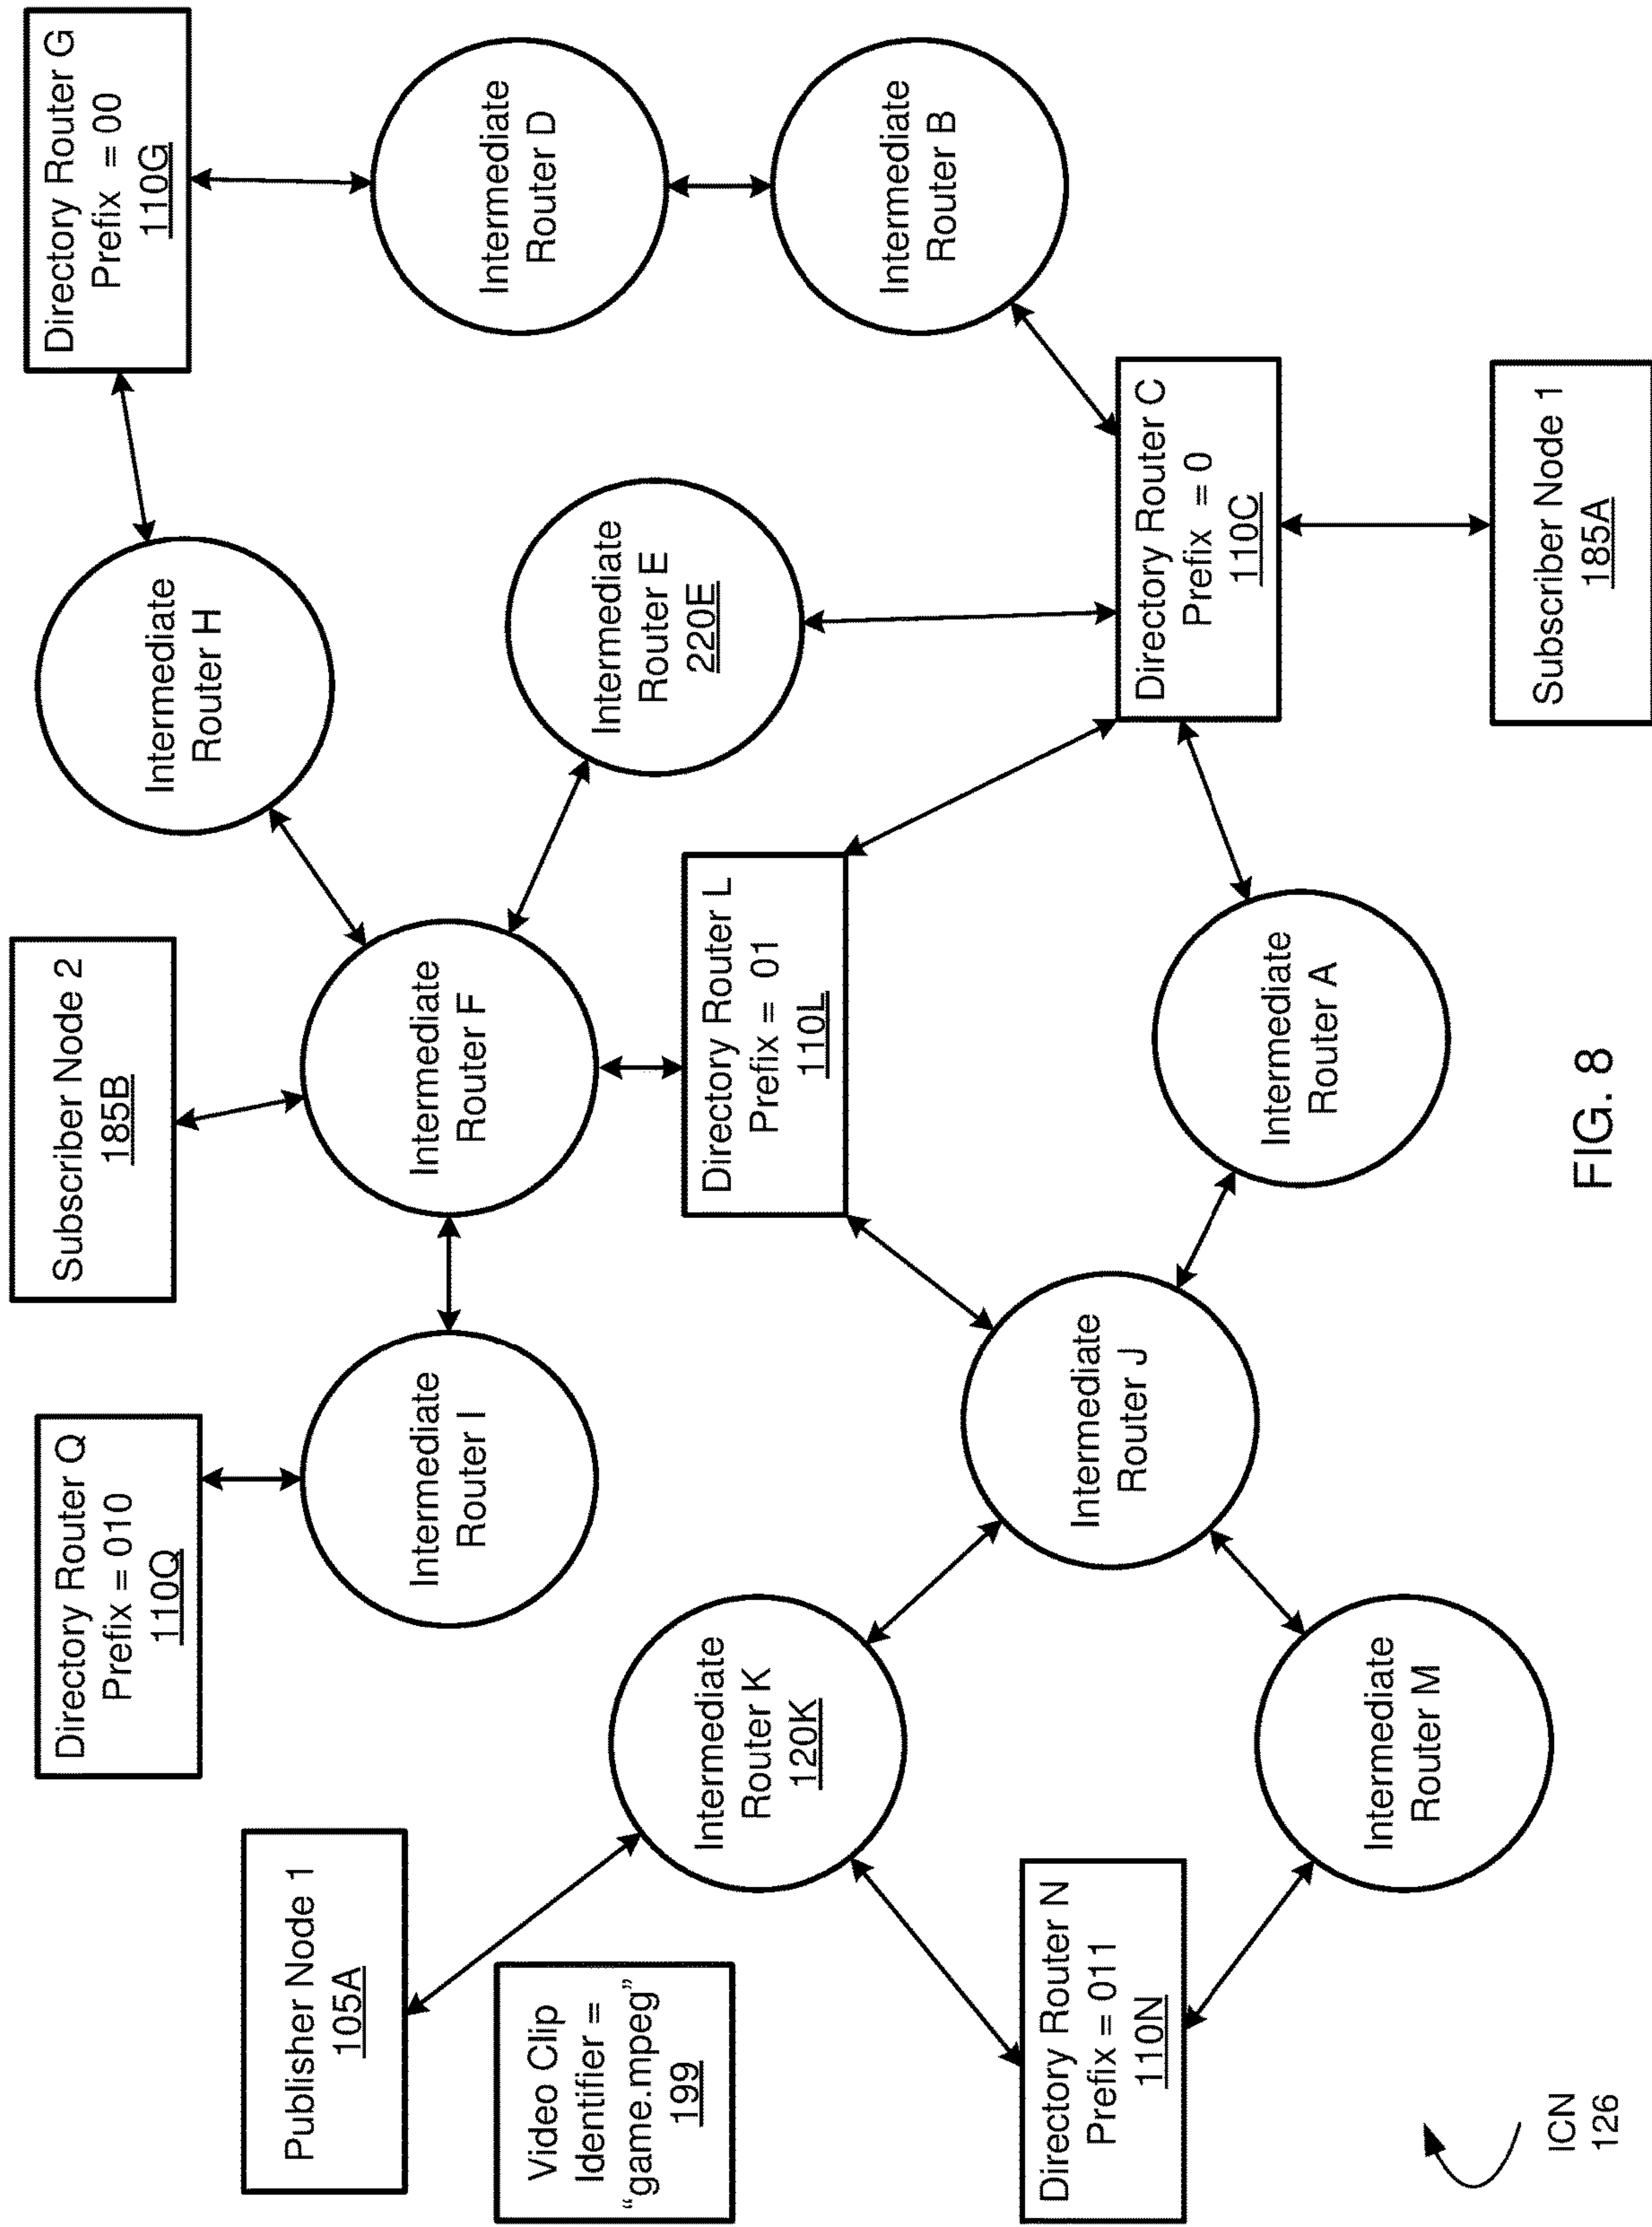 Publisher Node 1
105A
Video Clip
Identifier =
“game.mpeg”
199
Directory Router Q
Prefix = 010
110Q
Subscriber Node 2
185B
Intermediate
Router H
Directory Router G
Prefix = 00
110G
Intermediate
Router I
Intermediate
Router F
Intermediate
Router E
220E
Intermediate
Router D
Intermediate
Router K
120K
Directory Router L
Prefix = 01
110L
Intermediate
Router B
Directory Router N
Prefix = 011
110N
Intermediate
Router J
Directory Router C
Prefix = 0
110C
Intermediate
Router M
Intermediate
Router A
Subscriber Node 1
185A
ICN
126
FIG. 8